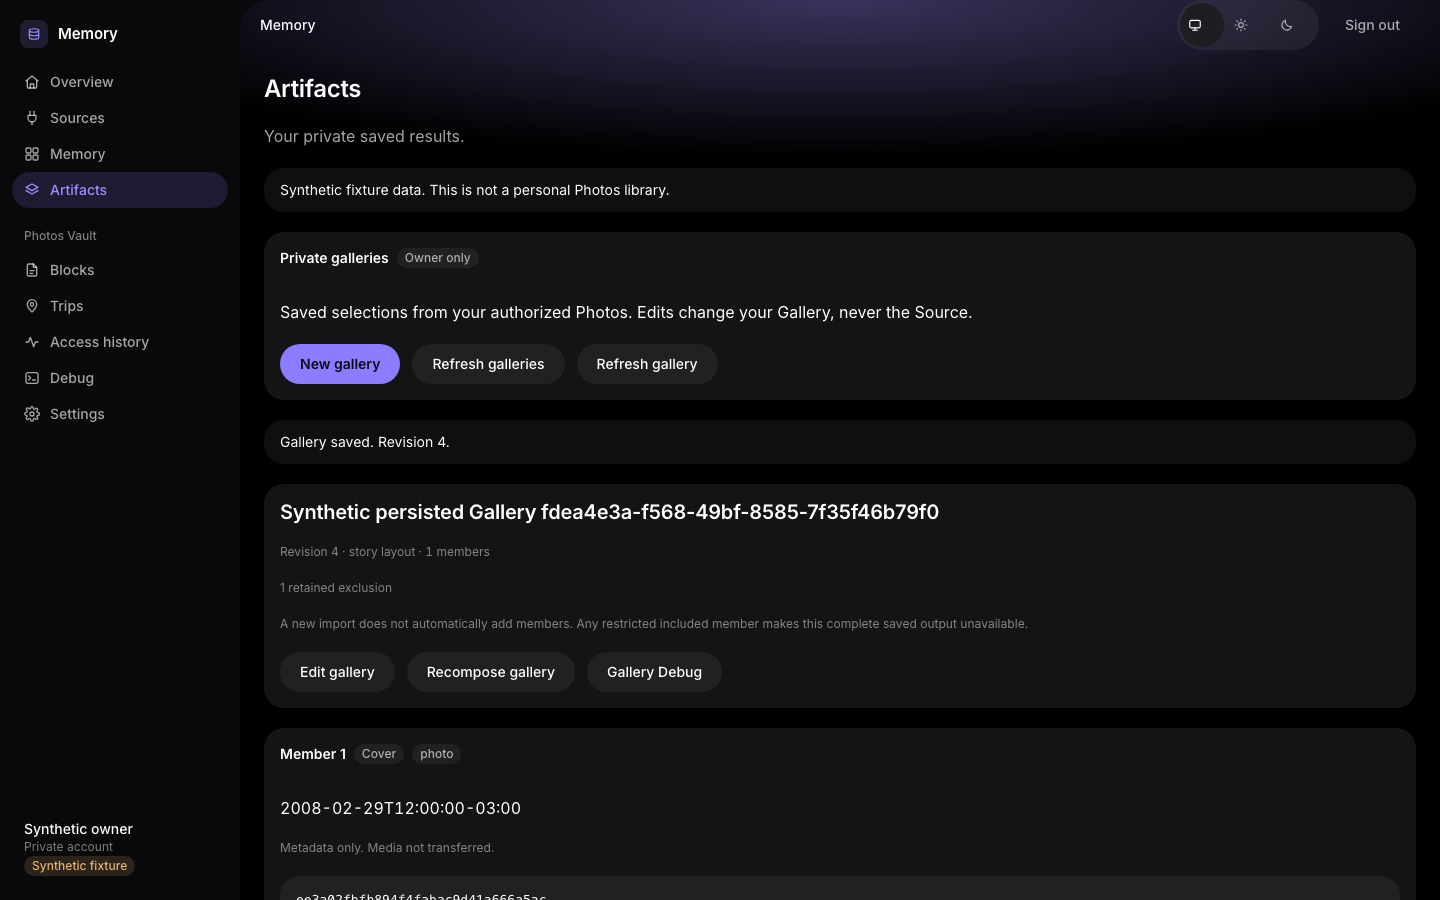 Memory
Overview
Sources
Memory
Artifacts
Photos Vault
Blocks
Trips
Access history
Debug
Settings
Synthetic owner
Private account
Synthetic fixture
Memory
Sign out
Artifacts
Your private saved results.
Synthetic fixture data. This is not a personal Photos library.
Private galleries Owner only
Saved selections from your authorized Photos. Edits change your Gallery, never the Source.
New gallery Refresh galleries Refresh gallery
Gallery saved. Revision 4.
Synthetic persisted Gallery fdea4e3a-f568-49bf-8585-7f35f46b79f0
Revision 4 · story layout · 1 members
1 retained exclusion
A new import does not automatically add members. Any restricted included member makes this complete saved output unavailable.
Edit gallery Recompose gallery Gallery Debug
Member 1 Cover photo
2008-02-29T12:00:00-03:00
Metadata only. Media not transferred.